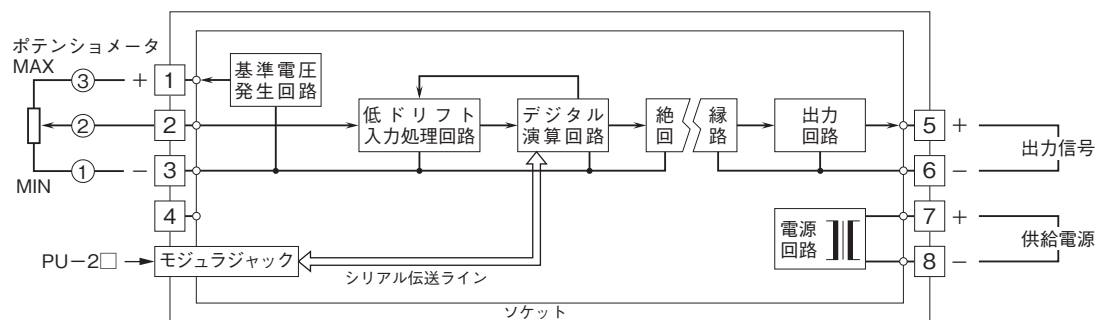 ポテンショメータ
MAX
③
+
1
基準電圧
発生回路
②
2
低ドリフト
入力処理回路
デジタル
演算回路
絶縁
回路
出力
回路
5
+
出力信号
MIN
①
−
3
6
−
4
電源
回路
7
+
供給電源
8
−
PU−2□
モジュラジャック
シリアル伝送ライン
ソケット